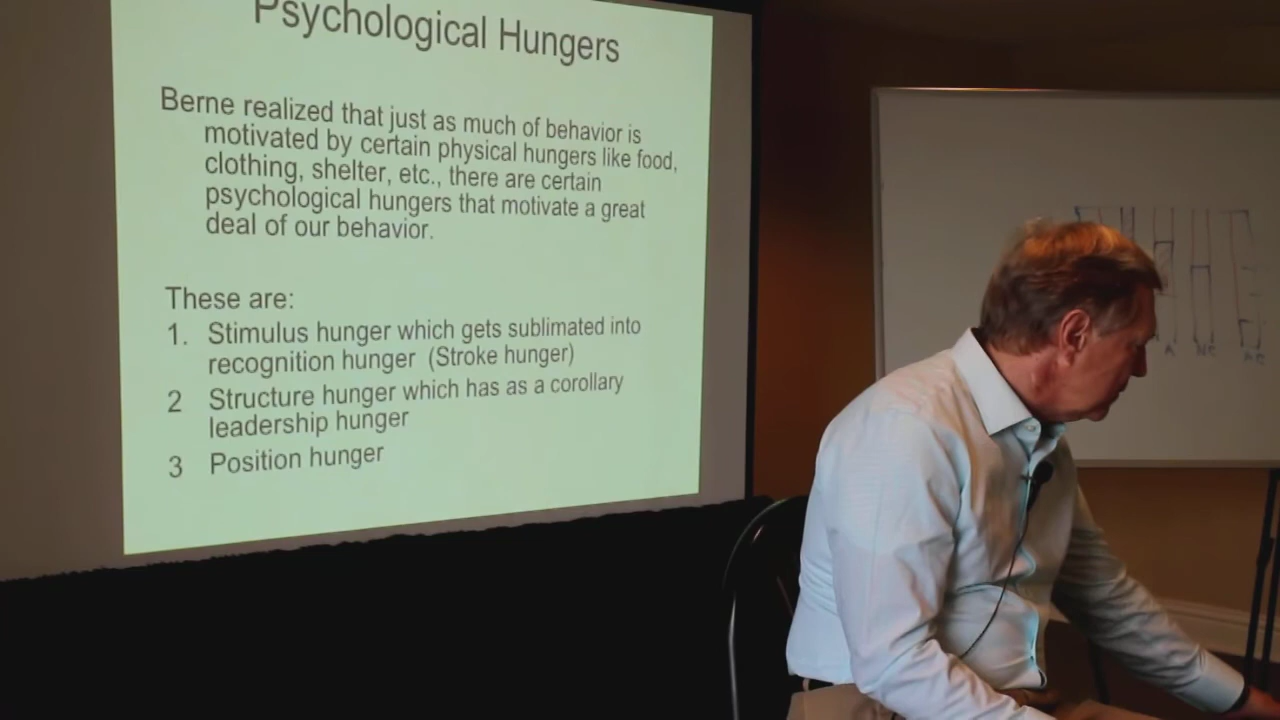 Psychological Hungers
Berne realized that just as much of behavior is
motivated by certain physical hungers like food,
clothing, shelter, etc., there are certain
psychological hungers that motivate a great
deal of our behavior.
These are:
1. Stimulus hunger which gets sublimated into
recognition hunger (Stroke hunger)
2 Structure hunger which has as a corollary
leadership hunger
3 Position hunger
A NC AC